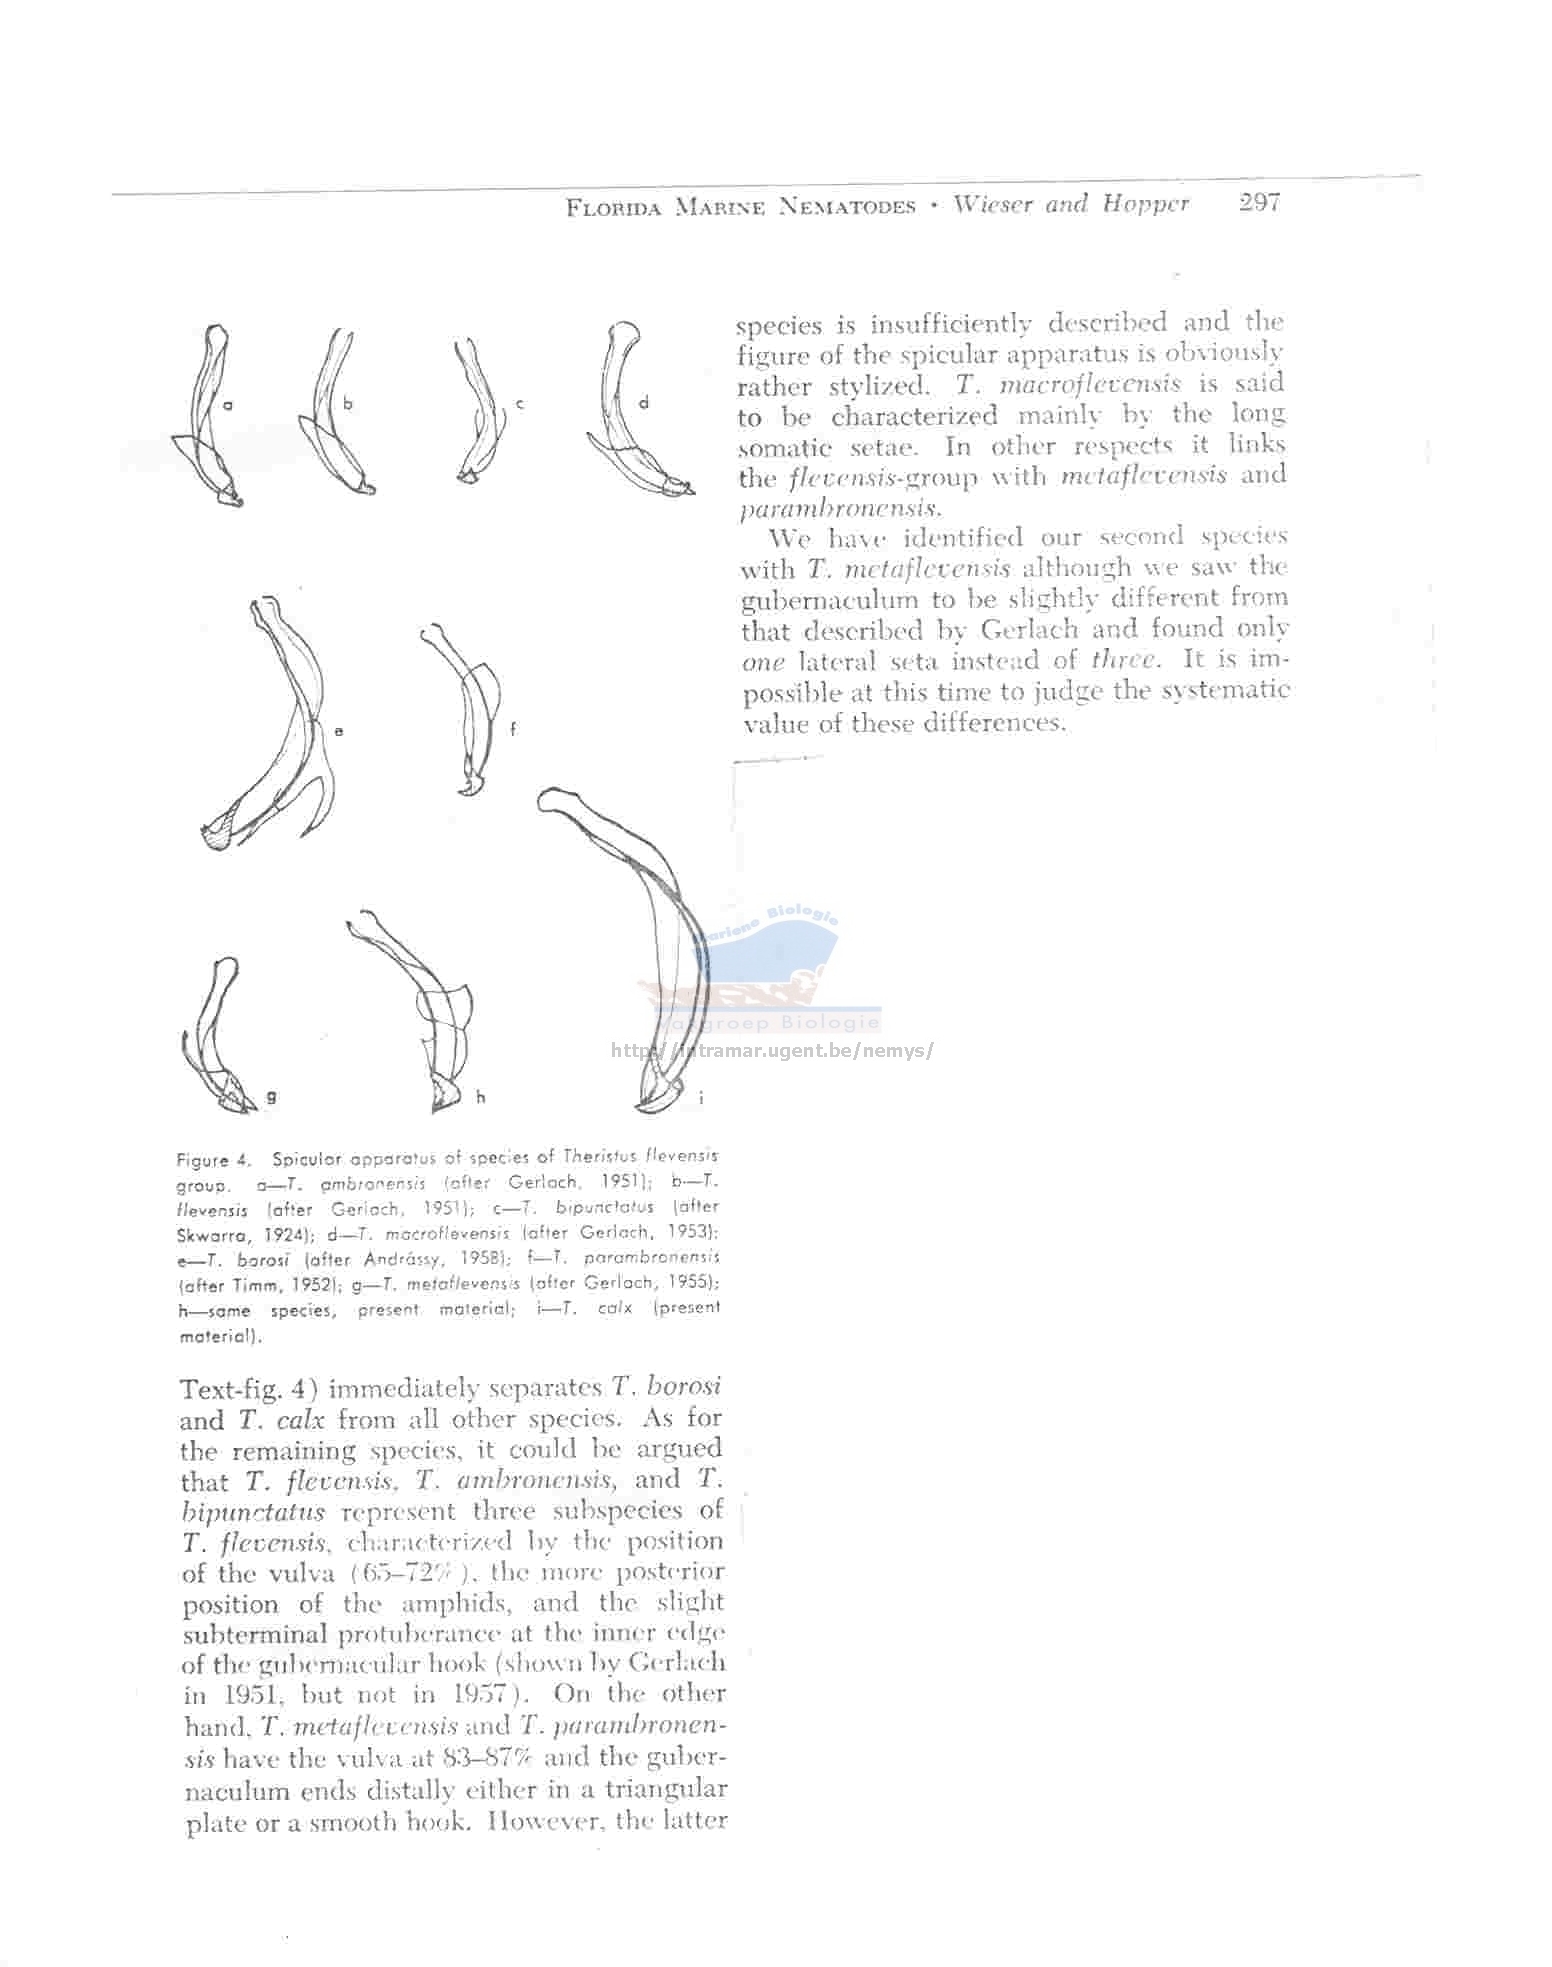 FLORIDA MARINE NEMATODES • Wieser and Hopper 297
a
b
c
d
e
f
g
h
i
Figure 4. Spicular apparatus of species of Theristus flevensis
group. a—T. ambronensis (after Gerlach, 1951); b—T.
flevensis (after Gerlach, 1951); c—T. bipunctatus (after
Skwarra, 1924); d—T. macroflevensis (after Gerlach, 1953);
e—T. borosi (after Andrássy, 1958); f—T. parambronensis
(after Timm, 1952); g—T. metaflevensis (after Gerlach, 1955);
h—same species, present material; i—T. calx (present
material).
Text-fig. 4) immediately separates T. borosi
and T. calx from all other species. As for
the remaining species, it could be argued
that T. flevensis, T. ambronensis, and T.
bipunctatus represent three subspecies of
T. flevensis, characterized by the position
of the vulva (65–72%), the more posterior
position of the amphids, and the slight
subterminal protuberance at the inner edge
of the gubernacular hook (shown by Gerlach
in 1951, but not in 1957). On the other
hand, T. metaflevensis and T. parambronen-
sis have the vulva at 83–87% and the guber-
naculum ends distally either in a triangular
plate or a smooth hook. However, the latter
species is insufficiently described and the
figure of the spicular apparatus is obviously
rather stylized. T. macroflevensis is said
to be characterized mainly by the long
somatic setae. In other respects it links
the flevensis-group with metaflevensis and
parambronensis.
We have identified our second species
with T. metaflevensis although we saw the
gubernaculum to be slightly different from
that described by Gerlach and found only
one lateral seta instead of three. It is im-
possible at this time to judge the systematic
value of these differences.
Mariene Biologie
Vakgroep Biologie
http://intramar.ugent.be/nemys/